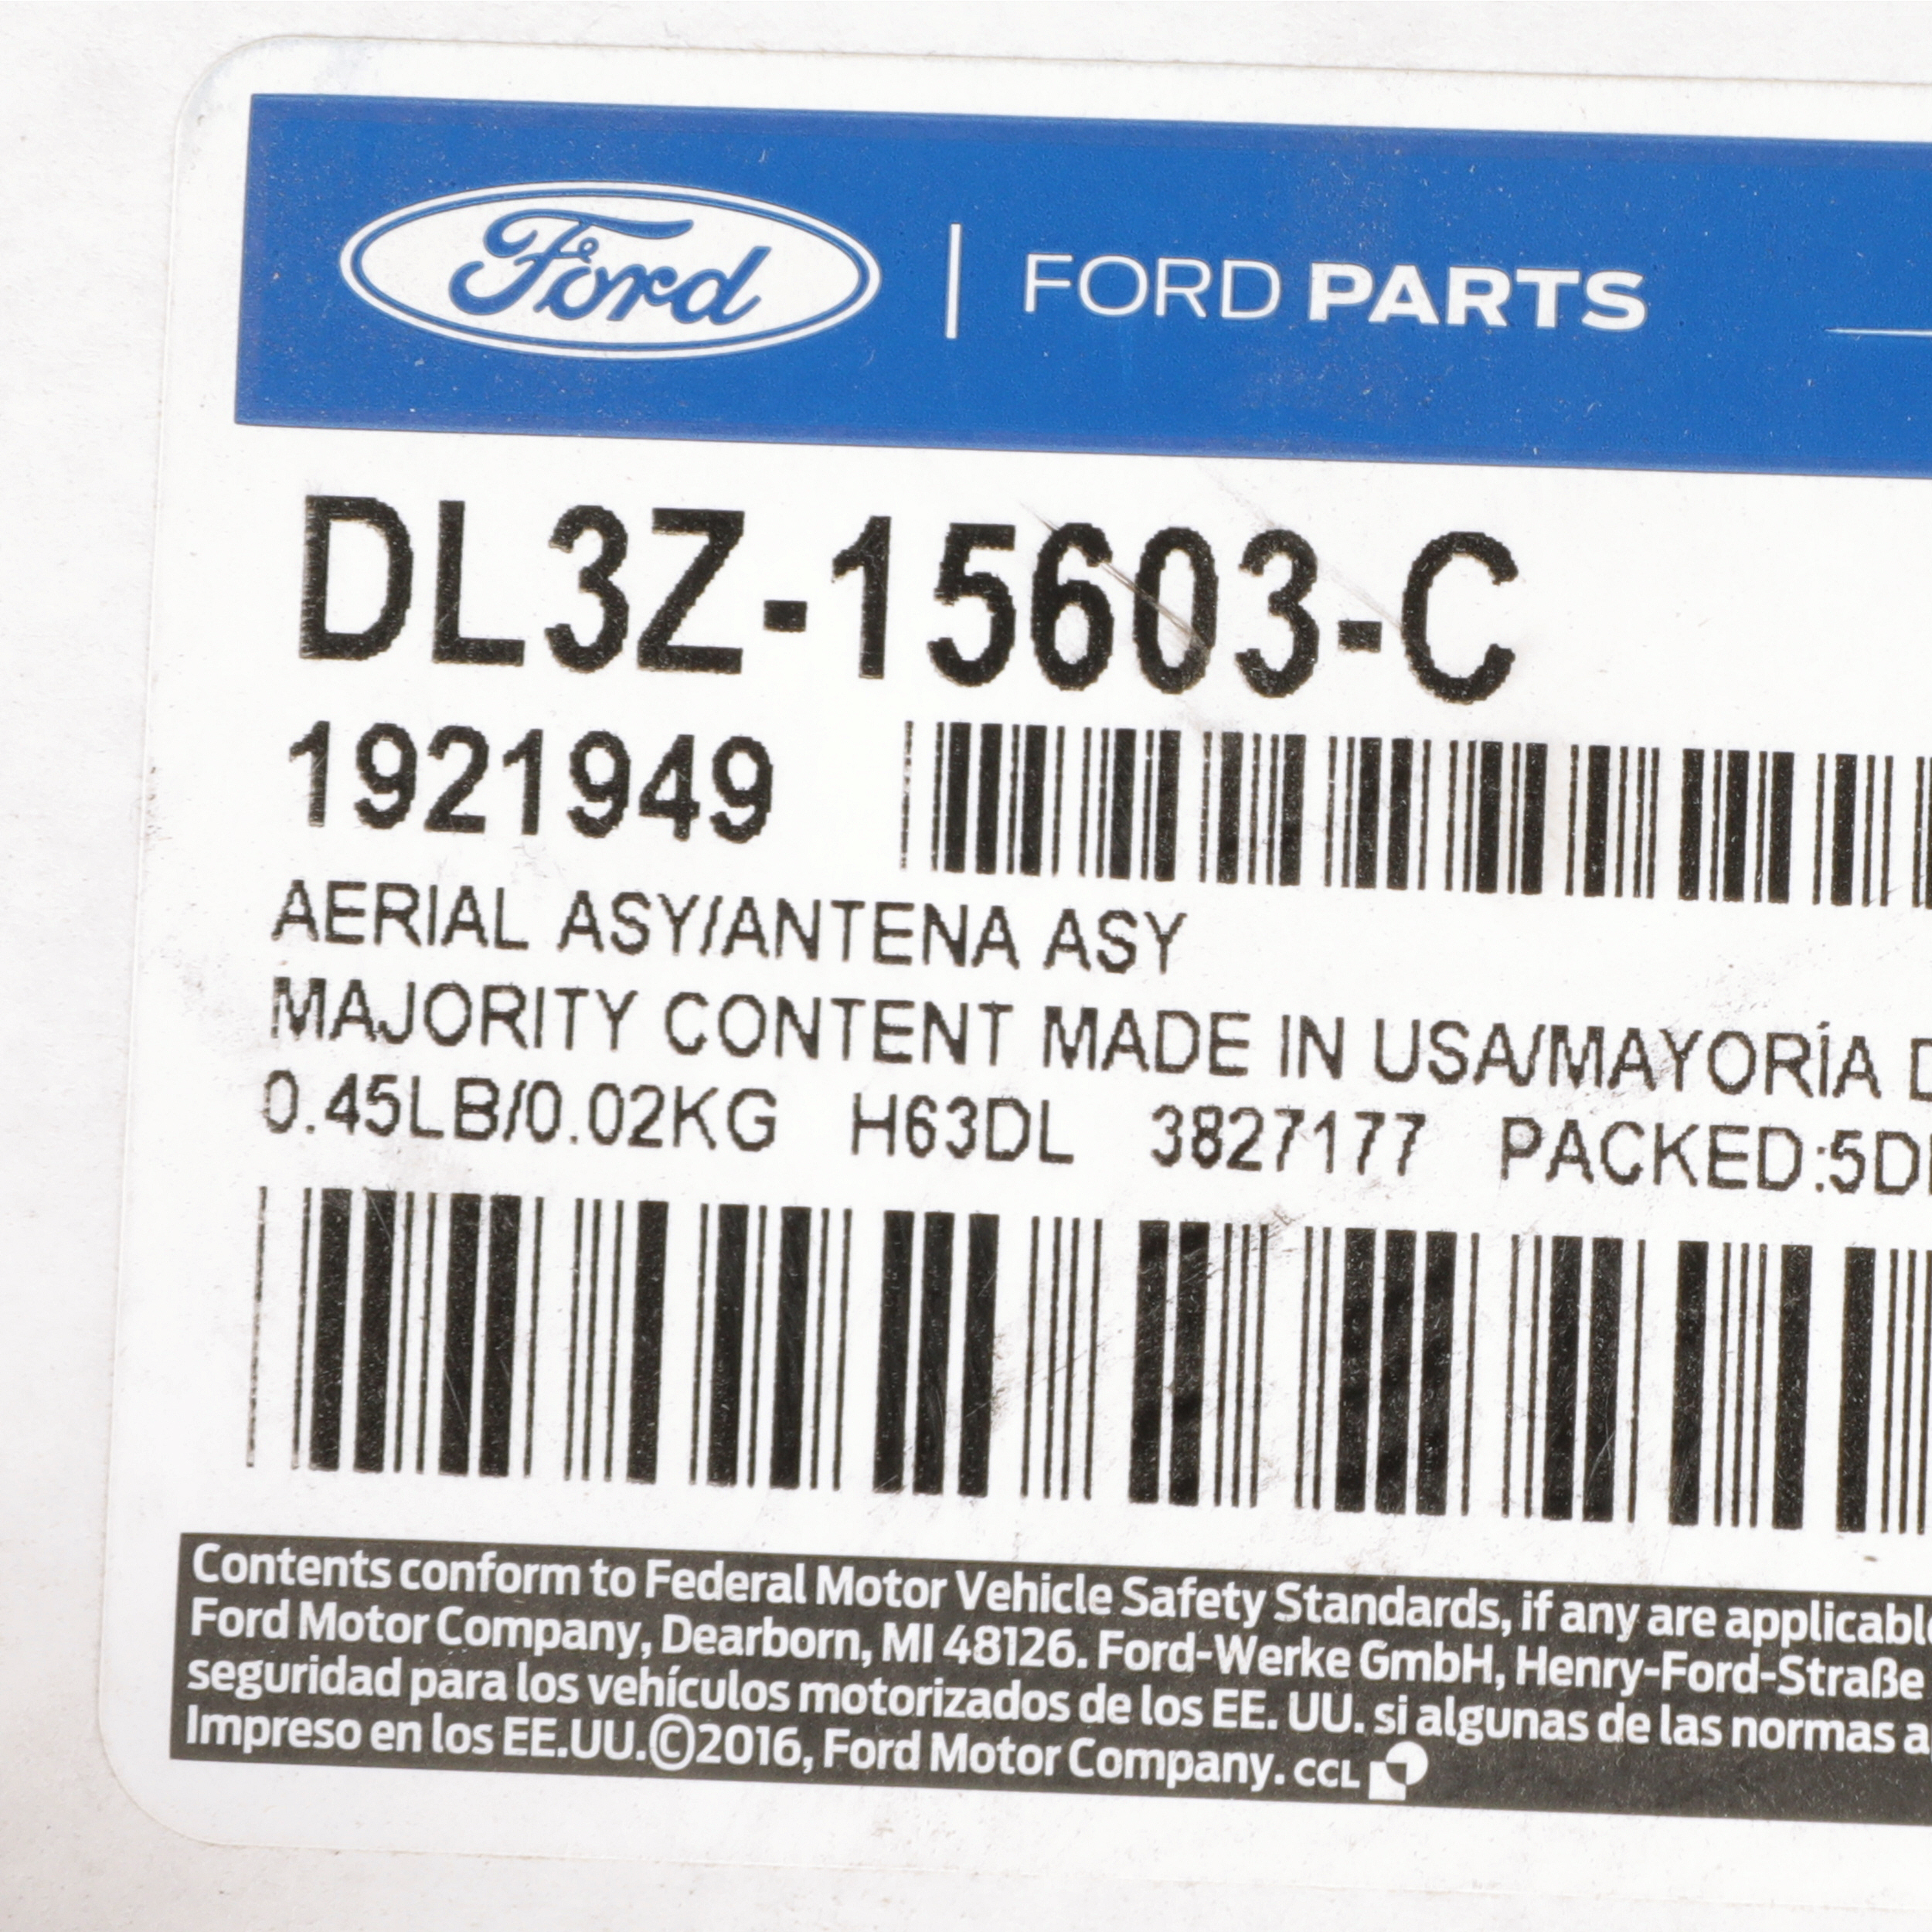 Ford | FORD PARTS
DL3Z-15603-C
1921949
AERIAL ASY/ANTENA ASY
MAJORITY CONTENT MADE IN USA/MAYORÍA D
0.45LB/0.02KG H63DL 3827177 PACKED:5D
Contents conform to Federal Motor Vehicle Safety Standards, if any are applicabl
Ford Motor Company, Dearborn, MI 48126. Ford-Werke GmbH, Henry-Ford-Straße
seguridad para los vehículos motorizados de los EE. UU. si algunas de las normas a
Impreso en los EE.UU.©2016, Ford Motor Company. CCL